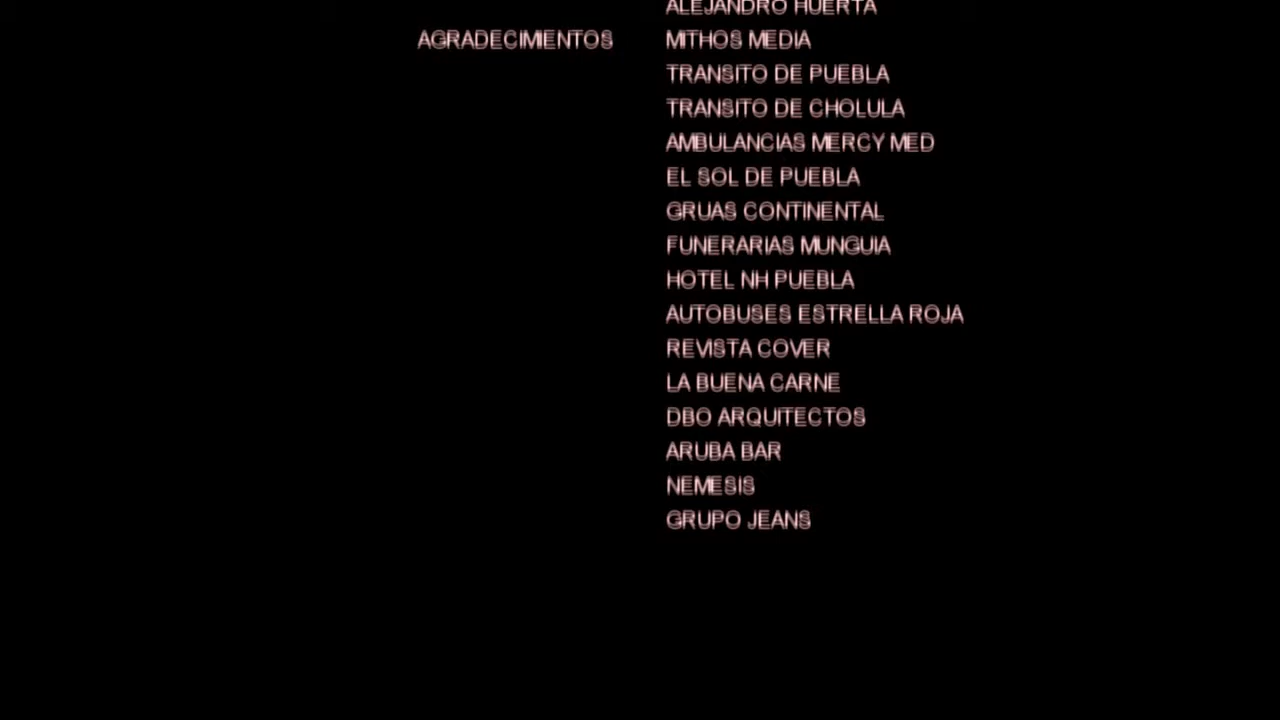 ALEJANDRO HUERTA
AGRADECIMIENTOS MITHOS MEDIA
TRANSITO DE PUEBLA
TRANSITO DE CHOLULA
AMBULANCIAS MERCY MED
EL SOL DE PUEBLA
GRUAS CONTINENTAL
FUNERARIAS MUNGUIA
HOTEL NH PUEBLA
AUTOBUSES ESTRELLA ROJA
REVISTA COVER
LA BUENA CARNE
DBO ARQUITECTOS
ARUBA BAR
NEMESIS
GRUPO JEANS